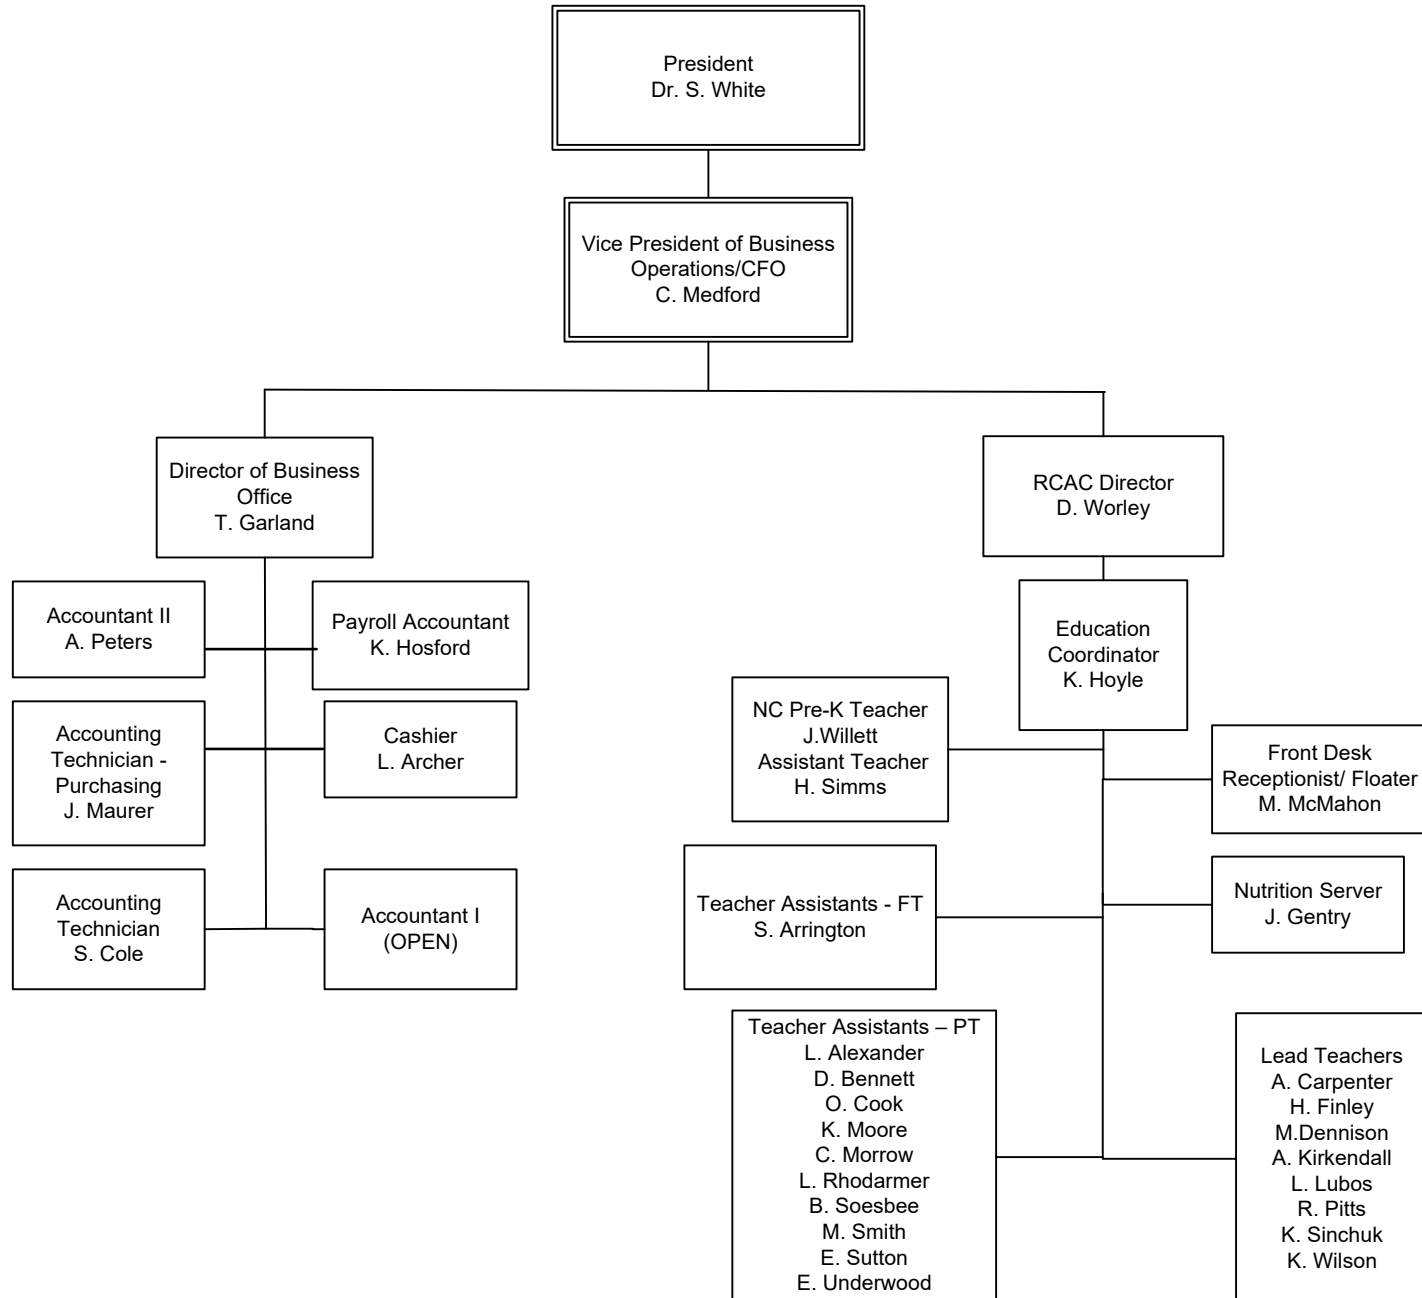 President
Dr. S. White
Vice President of Business
Operations/CFO
C. Medford
Director of Business
Office
T. Garland
RCAC Director
D. Worley
Accountant II
A. Peters
Payroll Accountant
K. Hosford
Education
Coordinator
K. Hoyle
Accounting
Technician -
Purchasing
J. Maurer
Cashier
L. Archer
NC Pre-K Teacher
J.Willett
Assistant Teacher
H. Simms
Front Desk
Receptionist/ Floater
M. McMahon
Accounting
Technician
S. Cole
Accountant I
(OPEN)
Teacher Assistants - FT
S. Arrington
Nutrition Server
J. Gentry
Teacher Assistants – PT
L. Alexander
D. Bennett
O. Cook
K. Moore
C. Morrow
L. Rhodarmer
B. Soesbee
M. Smith
E. Sutton
E. Underwood
Lead Teachers
A. Carpenter
H. Finley
M.Dennison
A. Kirkendall
L. Lubos
R. Pitts
K. Sinchuk
K. Wilson